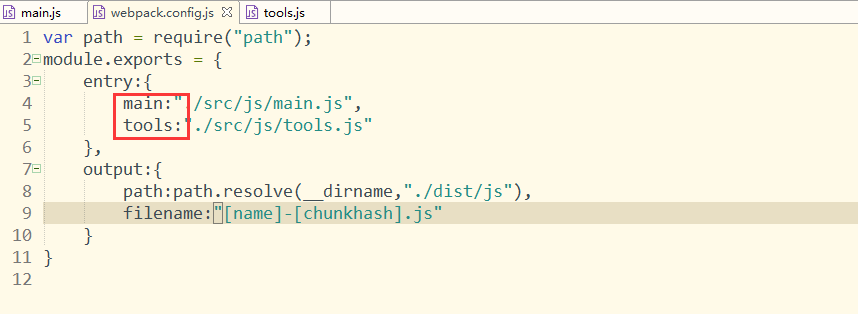 main.js webpack.config.js tools.js
1 var path = require("path");
2 module.exports = {
3 entry:{
4 main:"./src/js/main.js",
5 tools:"./src/js/tools.js"
6 },
7 output:{
8 path:path.resolve(__dirname,"./dist/js"),
9 filename:"[name]-[chunkhash].js"
10 }
11 }
12